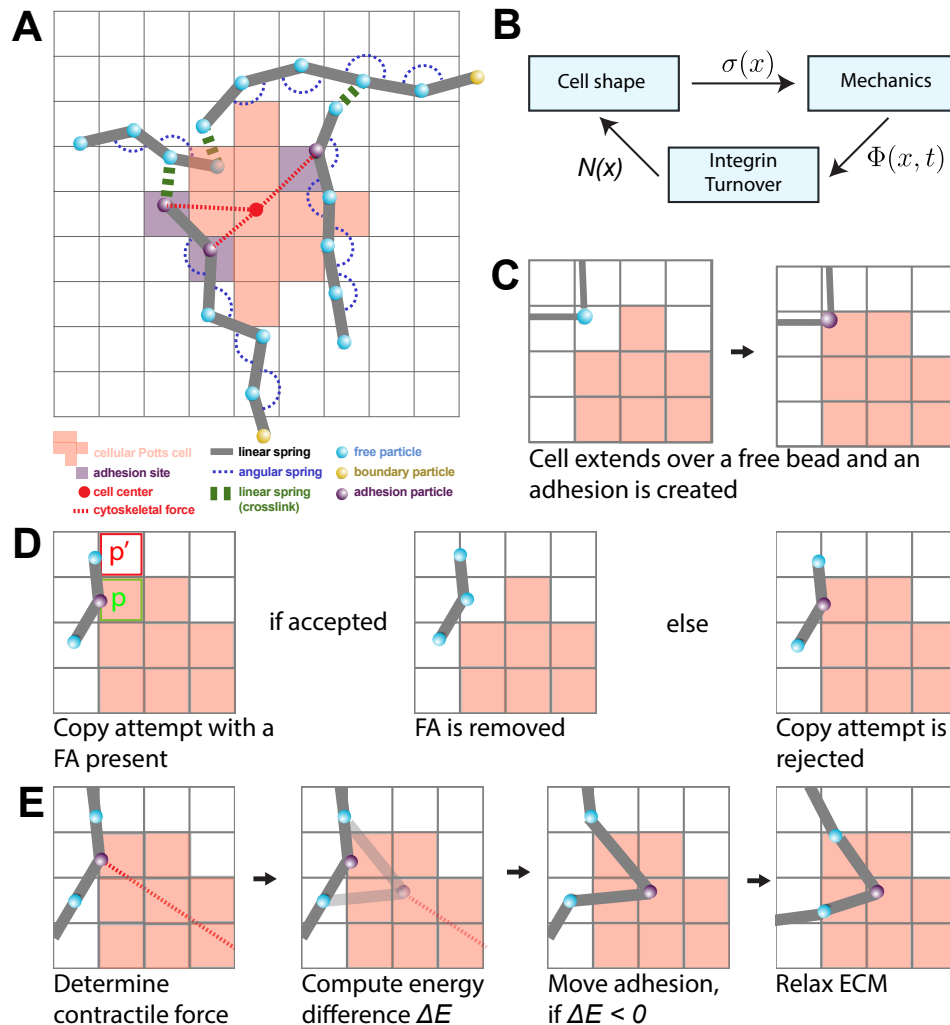 A
B
Cell shape
σ(x)
Mechanics
N(x)
Integrin
Turnover
Φ(x, t)
cellular Potts cell
adhesion site
cell center
cytoskeletal force
linear spring
angular spring
linear spring
(crosslink)
free particle
boundary particle
adhesion particle
C
Cell extends over a free bead and an
adhesion is created
D
p'
p
if accepted
else
Copy attempt with a
FA present
FA is removed
Copy attempt is
rejected
E
Determine
contractile force
Compute energy
difference ΔE
Move adhesion,
if ΔE < 0
Relax ECM